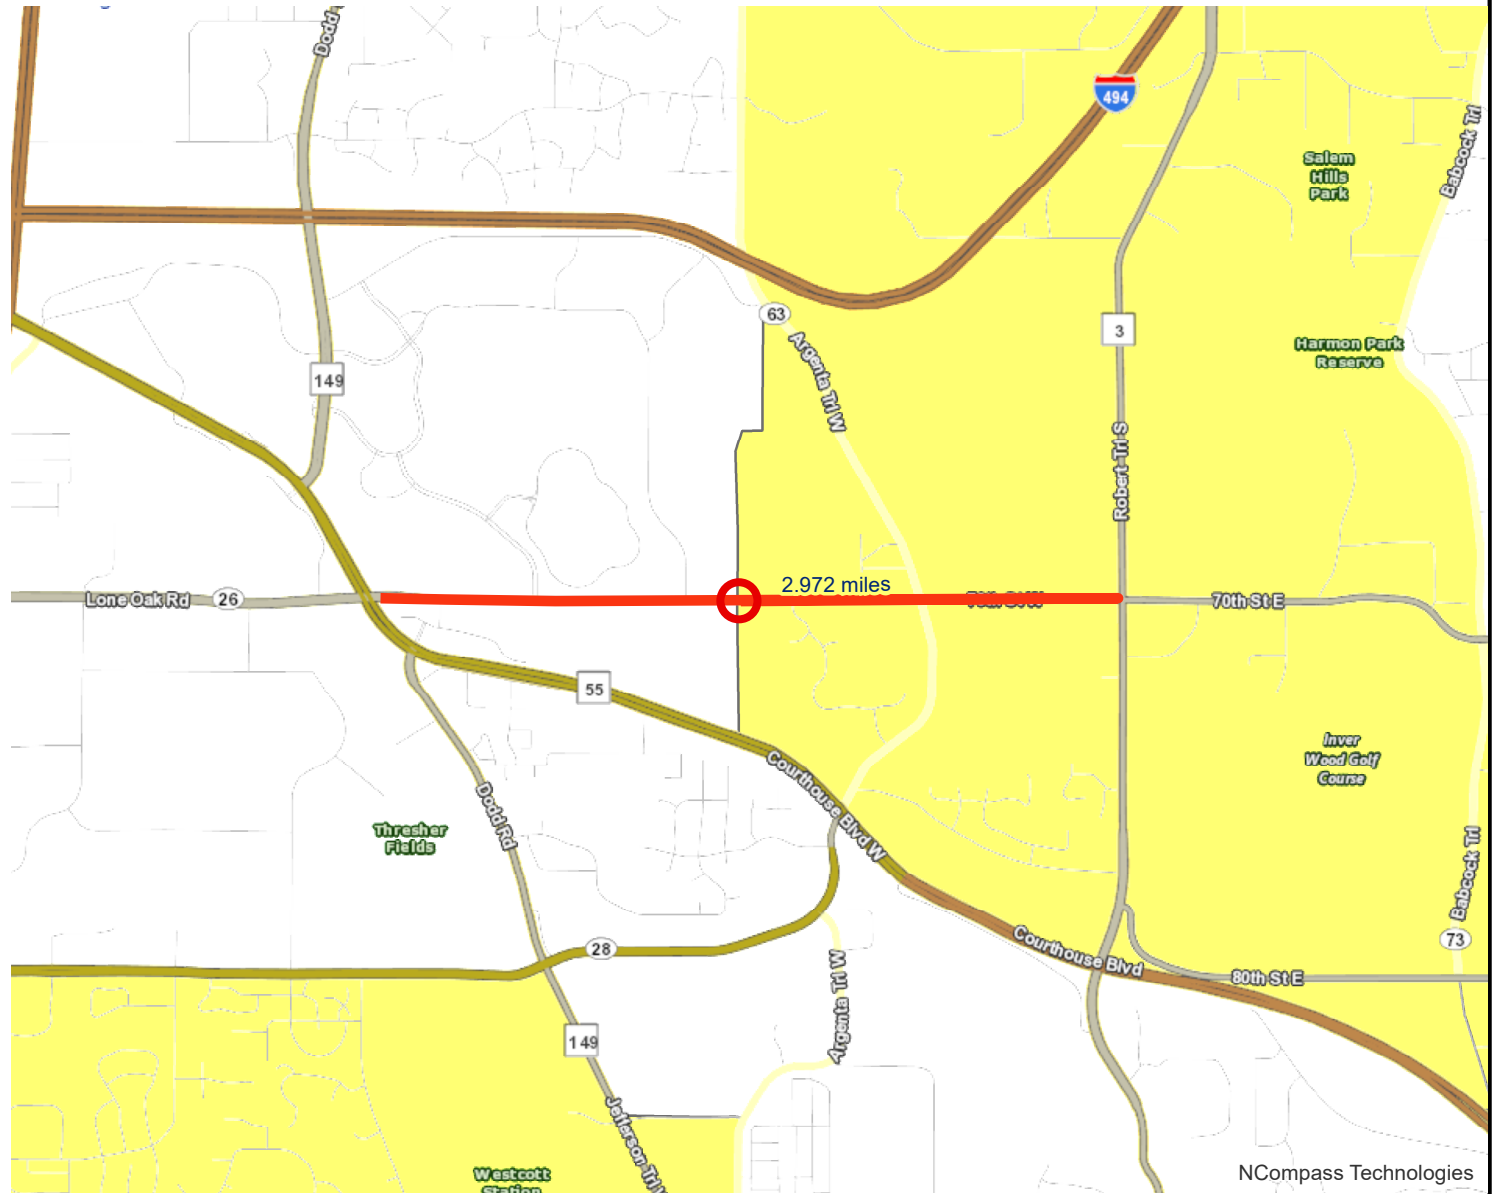 Dodd
494
Babcock Trl
Salem
Hills
Park
63
Argenta Trl W
3
Harmon Park
Reserve
149
Robert Trl S
2.972 miles
Lone Oak Rd
26
70th St E
55
Inver
Wood Golf
Course
Courthouse Blvd W
Dodd Rd
Thresher
Fields
Babcock Trl
28
Courthouse Blvd
73
80th St E
Argenta Trl W
149
Jefferson Trl W
Westcott
Station
NCompass Technologies